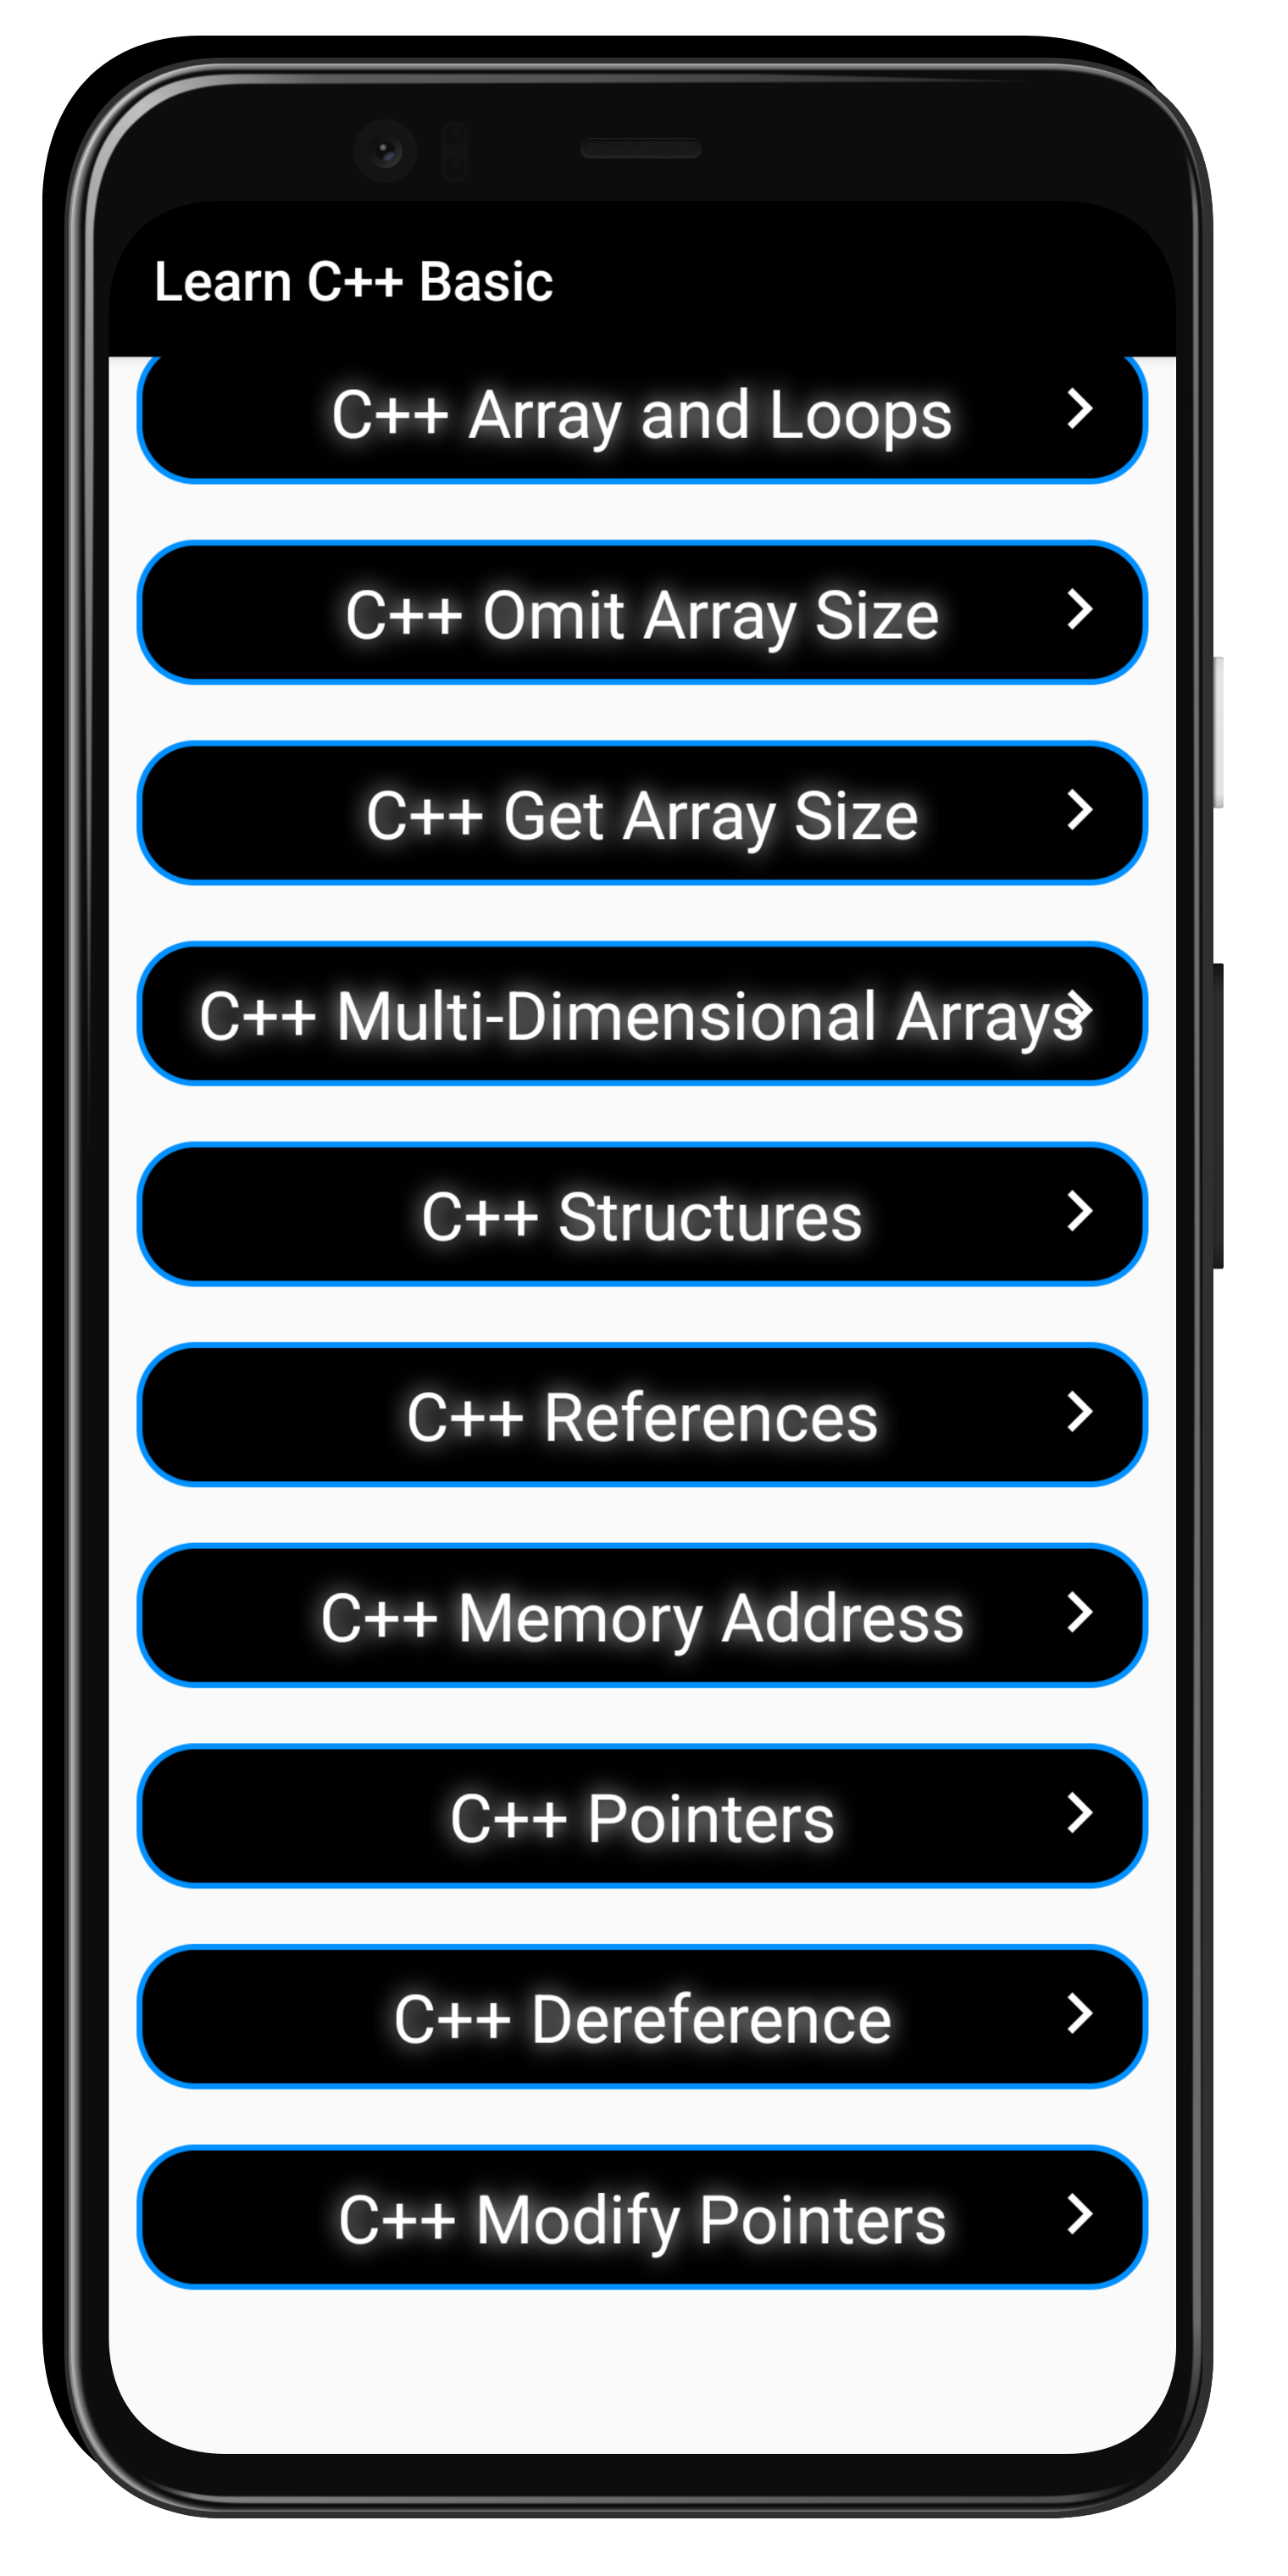 Learn C++ Basic
C++ Array and Loops
C++ Omit Array Size
C++ Get Array Size
C++ Multi-Dimensional Arrays
C++ Structures
C++ References
C++ Memory Address
C++ Pointers
C++ Dereference
C++ Modify Pointers